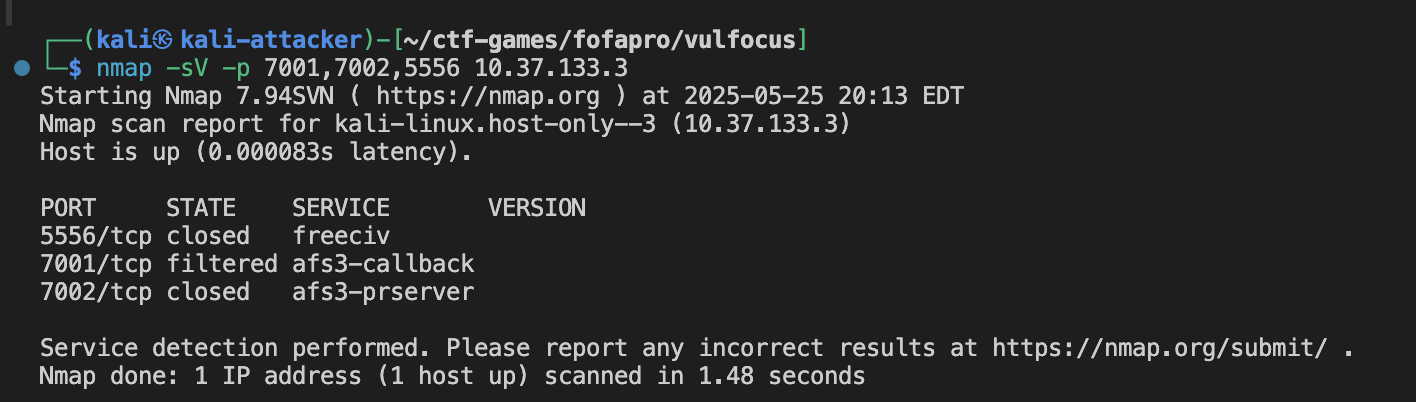 ┌──(kali㉿kali-attacker)-[~/ctf-games/fofapro/vulfocus]
└─$ nmap -sV -p 7001,7002,5556 10.37.133.3
Starting Nmap 7.94SVN ( https://nmap.org ) at 2025-05-25 20:13 EDT
Nmap scan report for kali-linux.host-only--3 (10.37.133.3)
Host is up (0.000083s latency).

PORT     STATE    SERVICE       VERSION
5556/tcp closed   freeciv
7001/tcp filtered afs3-callback
7002/tcp closed   afs3-prserver

Service detection performed. Please report any incorrect results at https://nmap.org/submit/ .
Nmap done: 1 IP address (1 host up) scanned in 1.48 seconds